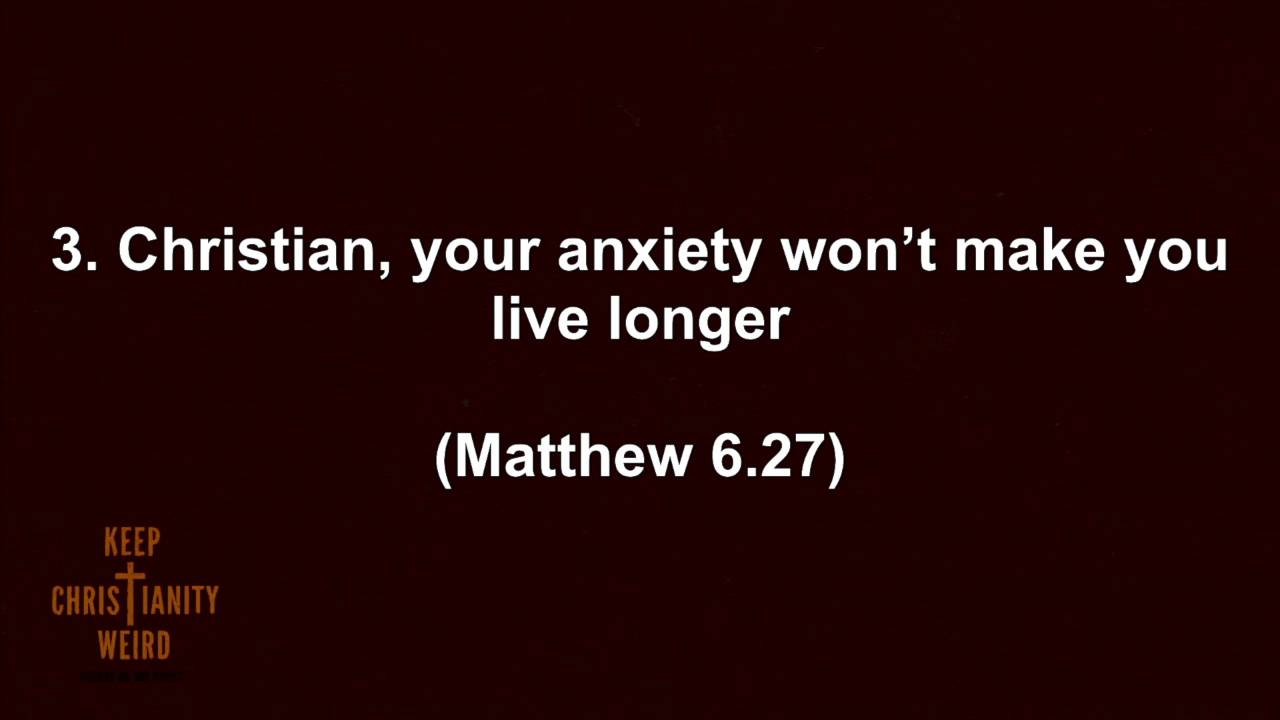 3. Christian, your anxiety won’t make you
live longer
(Matthew 6.27)
KEEP
CHRISTIANITY
WEIRD